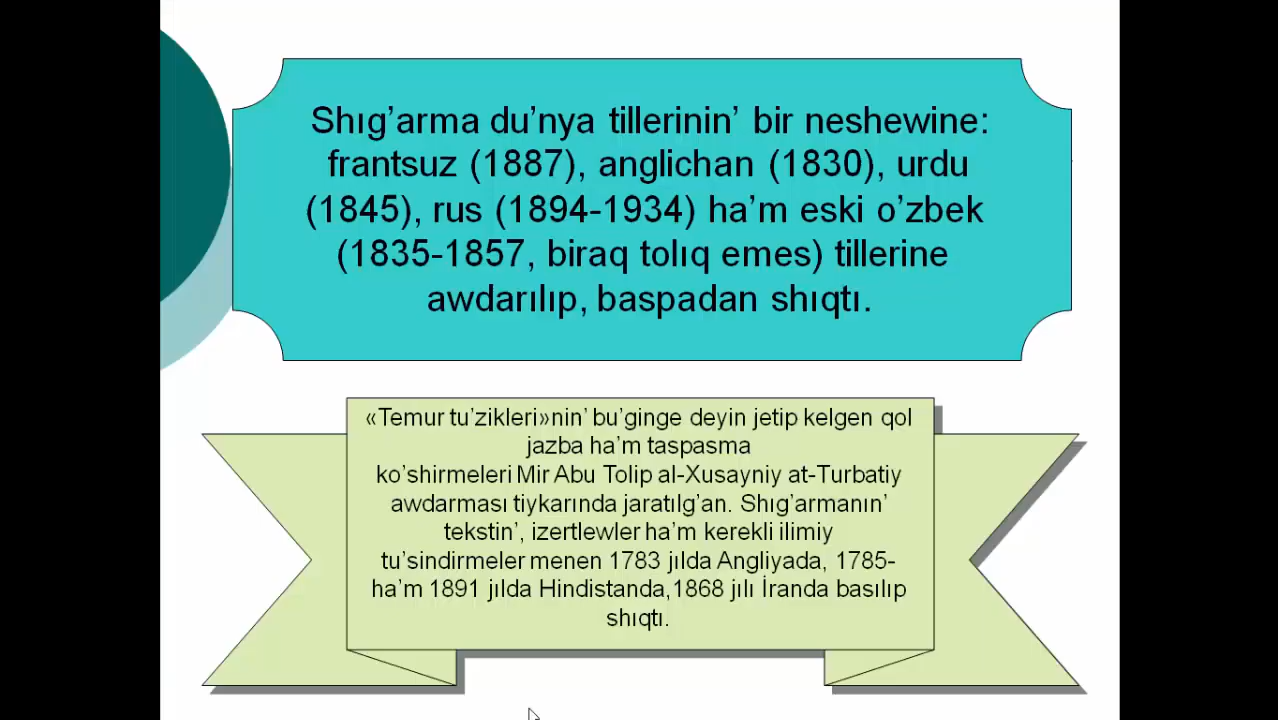 Shıg’arma du’nya tillerinin’ bir neshewine:
frantsuz (1887), anglichan (1830), urdu
(1845), rus (1894-1934) ha’m eski o’zbek
(1835-1857, biraq tolıq emes) tillerine
awdarılıp, baspadan shıqtı.
«Temur tu’zikleri»nin’ bu’ginge deyin jetip kelgen qol
jazba ha’m taspasma
ko’shirmeleri Mir Abu Tolip al-Xusayniy at-Turbatiy
awdarması tiykarında jaratılg’an. Shıg’armanın’
tekstin’, izertlewler ha’m kerekli ilimiy
tu’sindirmeler menen 1783 jılda Angliyada, 1785-
ha’m 1891 jılda Hindistanda,1868 jılı İranda basılıp
shıqtı.